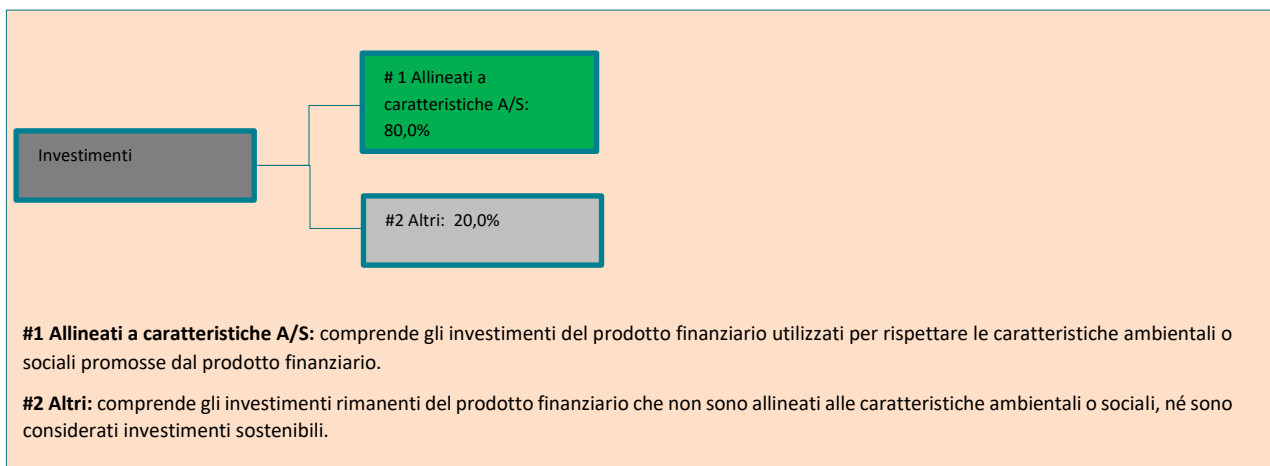 # 1 Allineati a
caratteristiche A/S:
80,0%
Investimenti
#2 Altri: 20,0%
#1 Allineati a caratteristiche A/S: comprende gli investimenti del prodotto finanziario utilizzati per rispettare le caratteristiche ambientali o
sociali promosse dal prodotto finanziario.
#2 Altri: comprende gli investimenti rimanenti del prodotto finanziario che non sono allineati alle caratteristiche ambientali o sociali, né sono
considerati investimenti sostenibili.